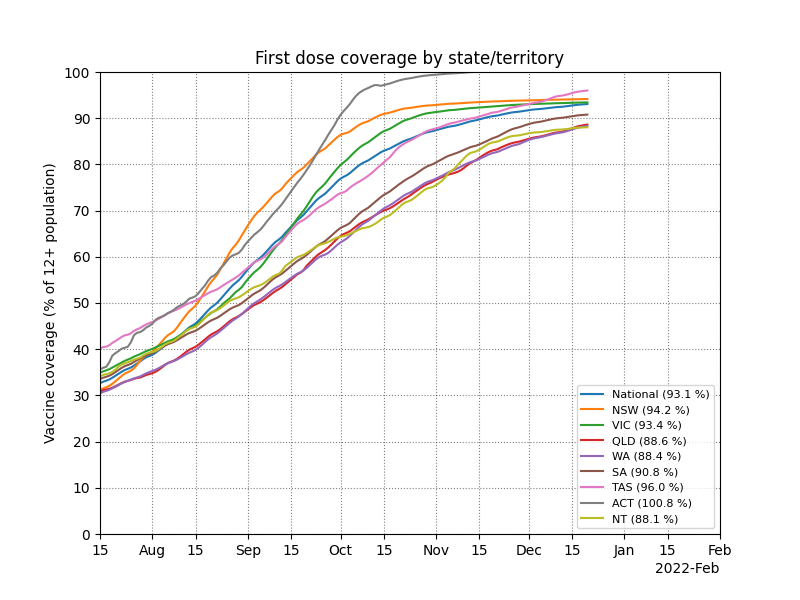 First dose coverage by state/territory
Vaccine coverage (% of 12+ population)
100
90
80
70
60
50
40
30
20
10
0
National (93.1 %)
NSW (94.2 %)
VIC (93.4 %)
QLD (88.6 %)
WA (88.4 %)
SA (90.8 %)
TAS (96.0 %)
ACT (100.8 %)
NT (88.1 %)
15 Aug 15 Sep 15 Oct 15 Nov 15 Dec 15 Jan 15 Feb
2022-Feb